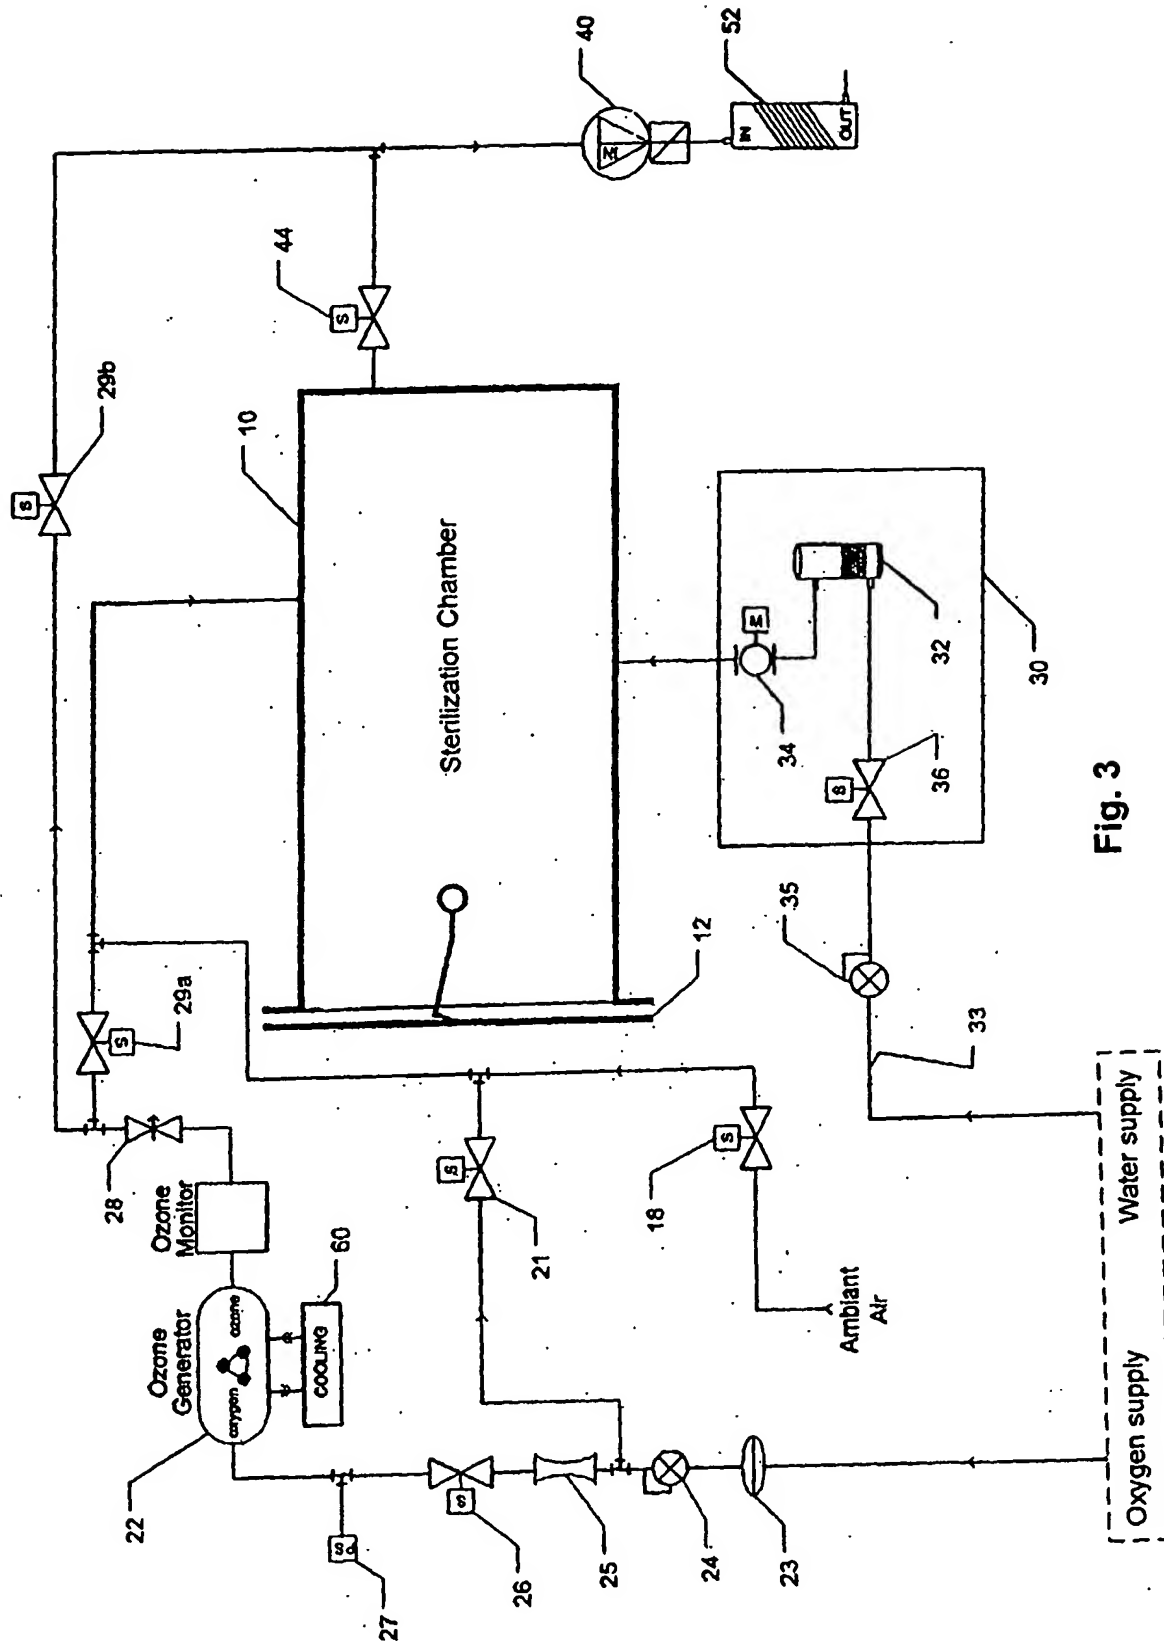 52
40
IN
OUT
M
44
S
29b
S
10
Sterilization Chamber
M
32
30
34
S
36
35
12
33
29a
S
28
Ozone
Monitor
S
21
S
18
60
COOLING
Ozone
Generator
oxygen
ozone
22
27
S
26
25
24
23
Ambiant
Air
Water supply
Oxygen supply
Fig. 3